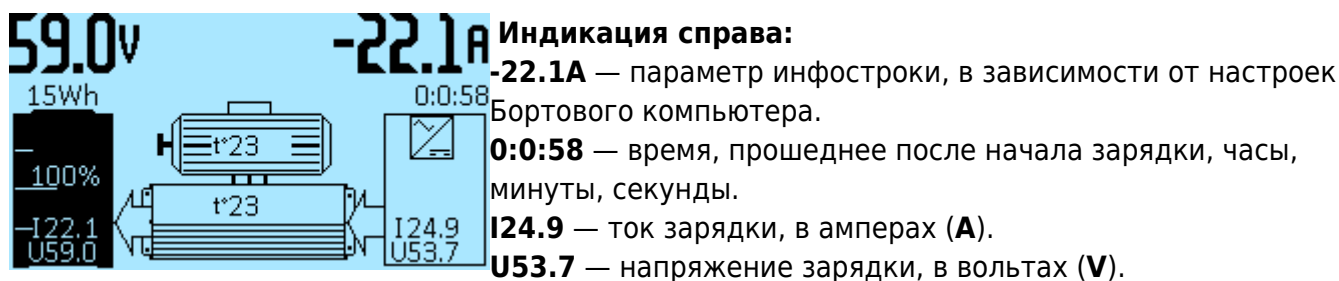 59.0V -22.1A
15Wh 0:0:58
t°23
100%
t°23
I22.1
U59.0
I24.9
U53.7
Индикация справа:
-22.1A — параметр инфостроки, в зависимости от настроек
Бортового компьютера.
0:0:58 — время, прошеднее после начала зарядки, часы,
минуты, секунды.
I24.9 — ток зарядки, в амперах (A).
U53.7 — напряжение зарядки, в вольтах (V).